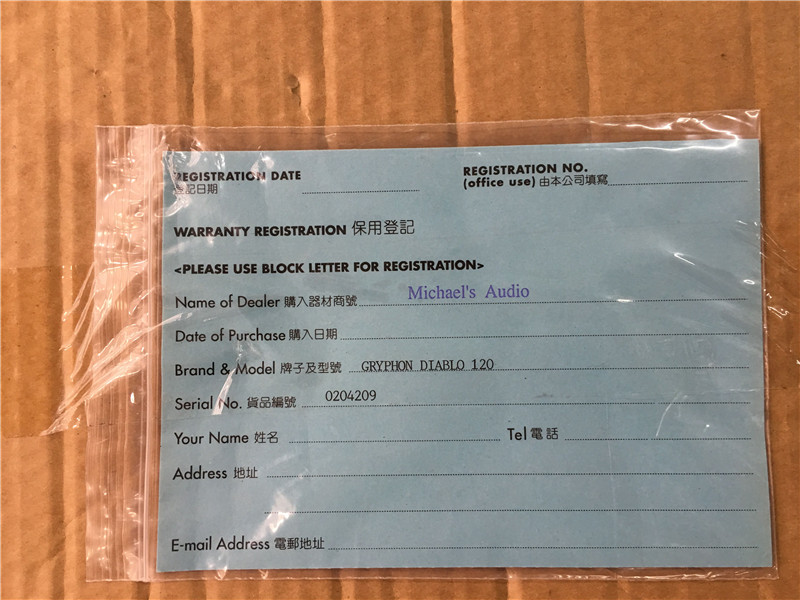 REGISTRATION DATE
登記日期
REGISTRATION NO.
(office use) 由本公司填寫
WARRANTY REGISTRATION 保用登記
<PLEASE USE BLOCK LETTER FOR REGISTRATION>
Name of Dealer 購入器材商號 Michael's Audio
Date of Purchase 購入日期
Brand & Model 牌子及型號 GRYPHON DIABLO 120
Serial No. 貨品編號 0204209
Your Name 姓名 Tel 電話
Address 地址
E-mail Address 電郵地址